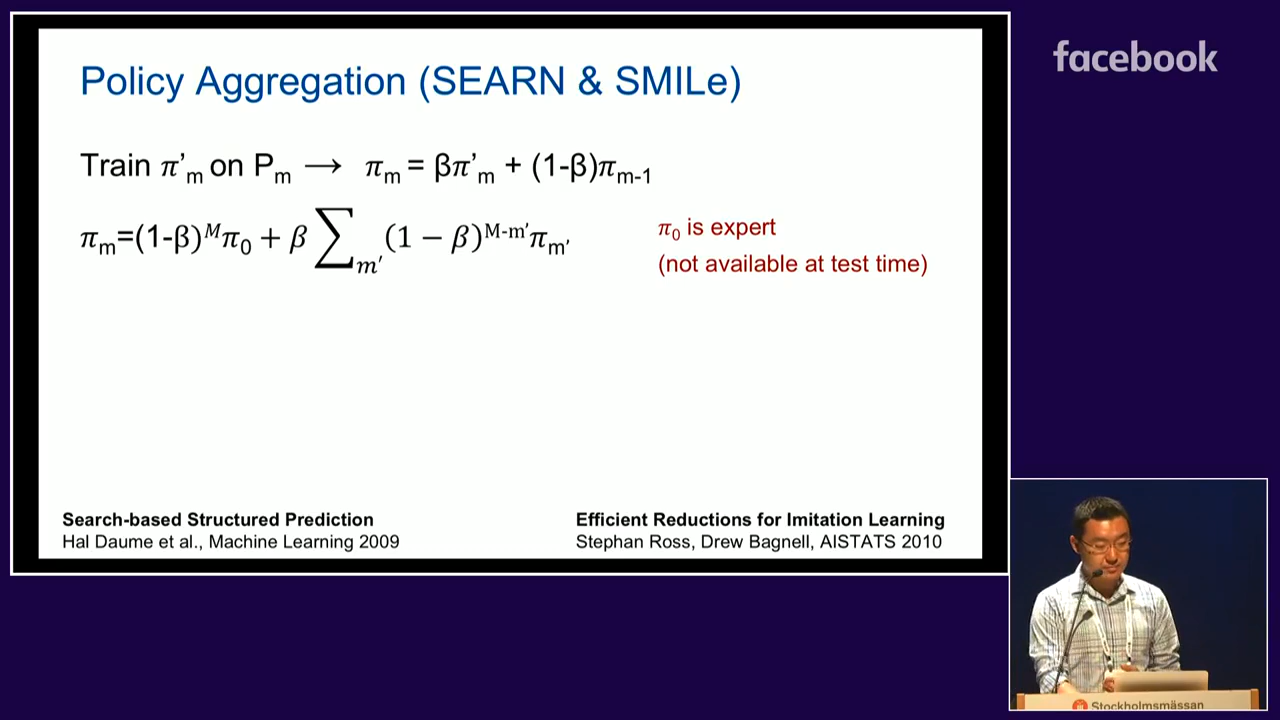 Policy Aggregation (SEARN & SMILe)
facebook
Train π'm on Pm → πm = βπ'm + (1-β)πm-1
πm=(1-β)^M π0 + β ∑m' (1 − β)^M-m' πm'
π0 is expert
(not available at test time)
Search-based Structured Prediction
Hal Daume et al., Machine Learning 2009
Efficient Reductions for Imitation Learning
Stephan Ross, Drew Bagnell, AISTATS 2010
Stockholmsmässan